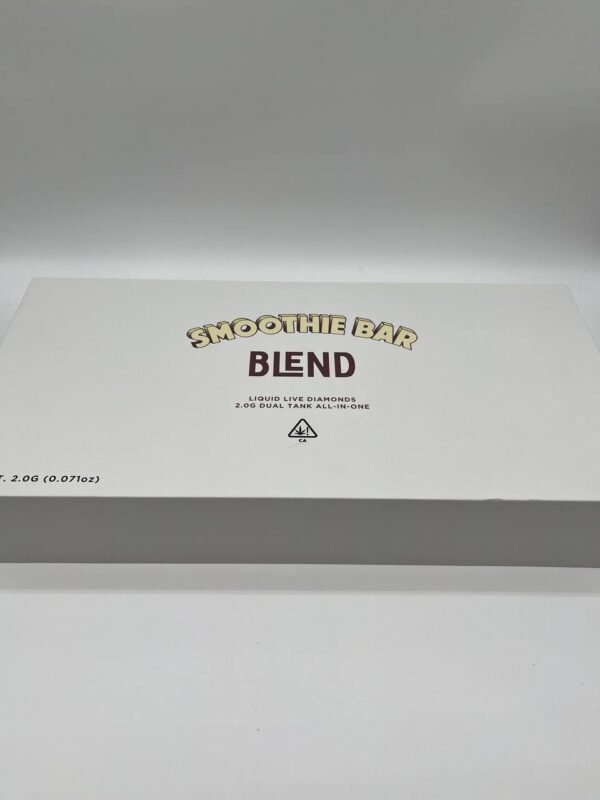 SMOOTHIE BAR
BLEND
LIQUID LIVE DIAMONDS
2.0G DUAL TANK ALL-IN-ONE
CA
T. 2.0G (0.071oz)